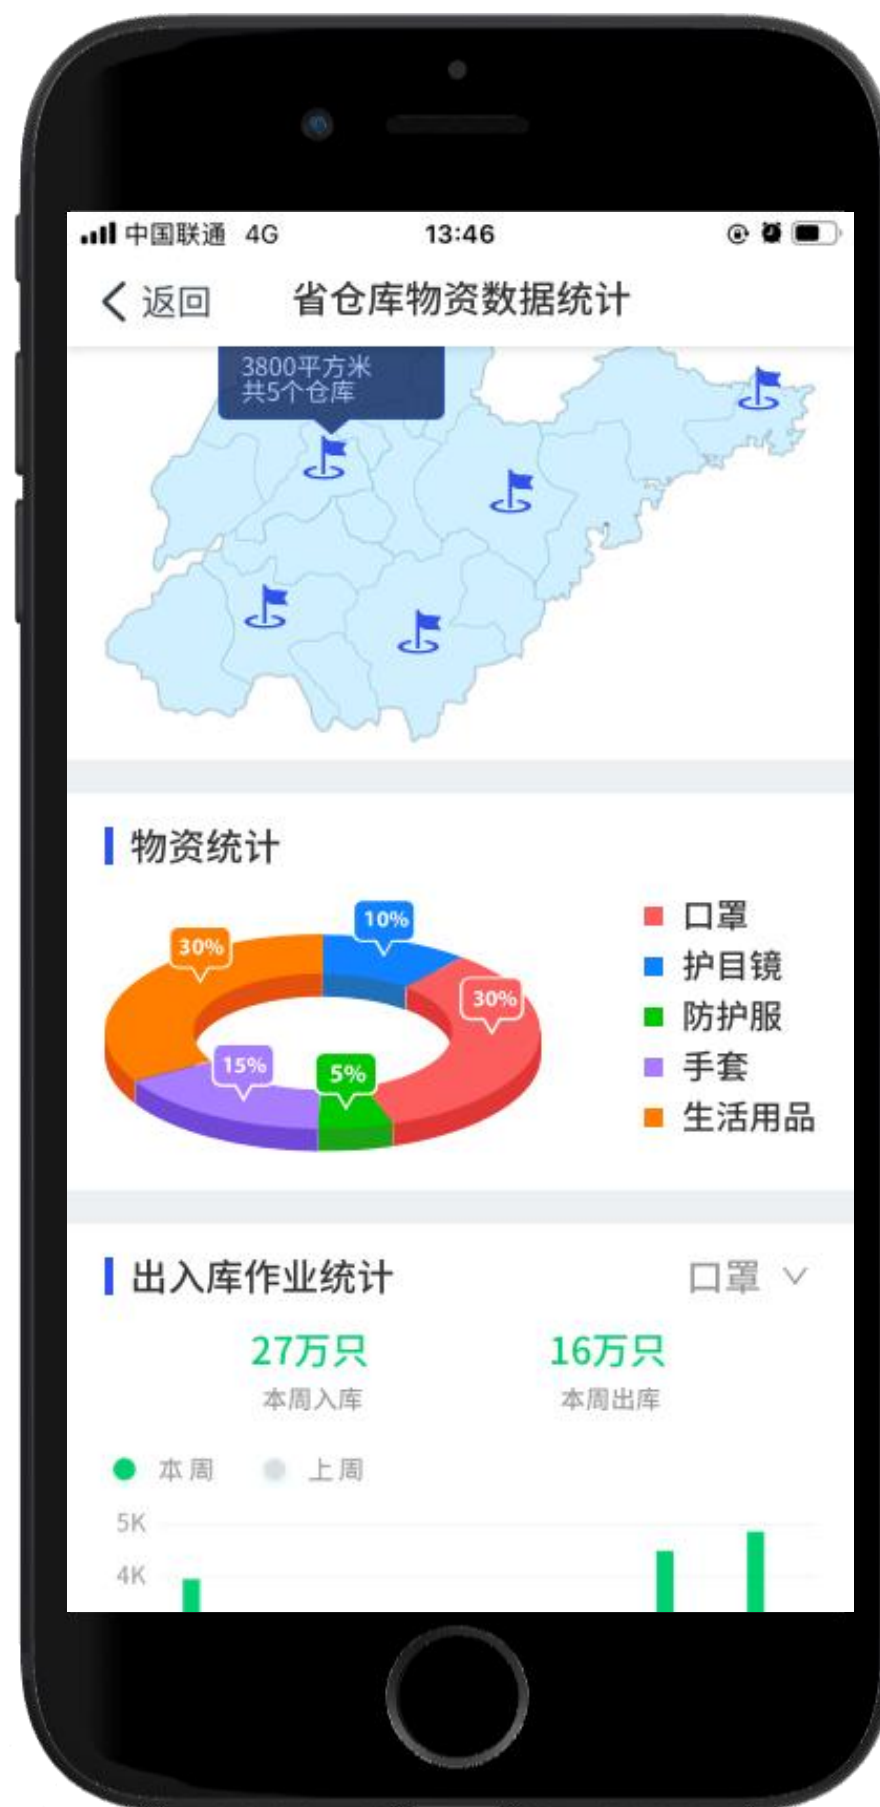 中国联通 4G 13:46
返回 省仓库物资数据统计
3800平方米
共5个仓库
物资统计
10%
30%
30%
15%
5%
口罩
护目镜
防护服
手套
生活用品
出入库作业统计 口罩
27万只 16万只
本周入库 本周出库
本周 上周
5K
4K